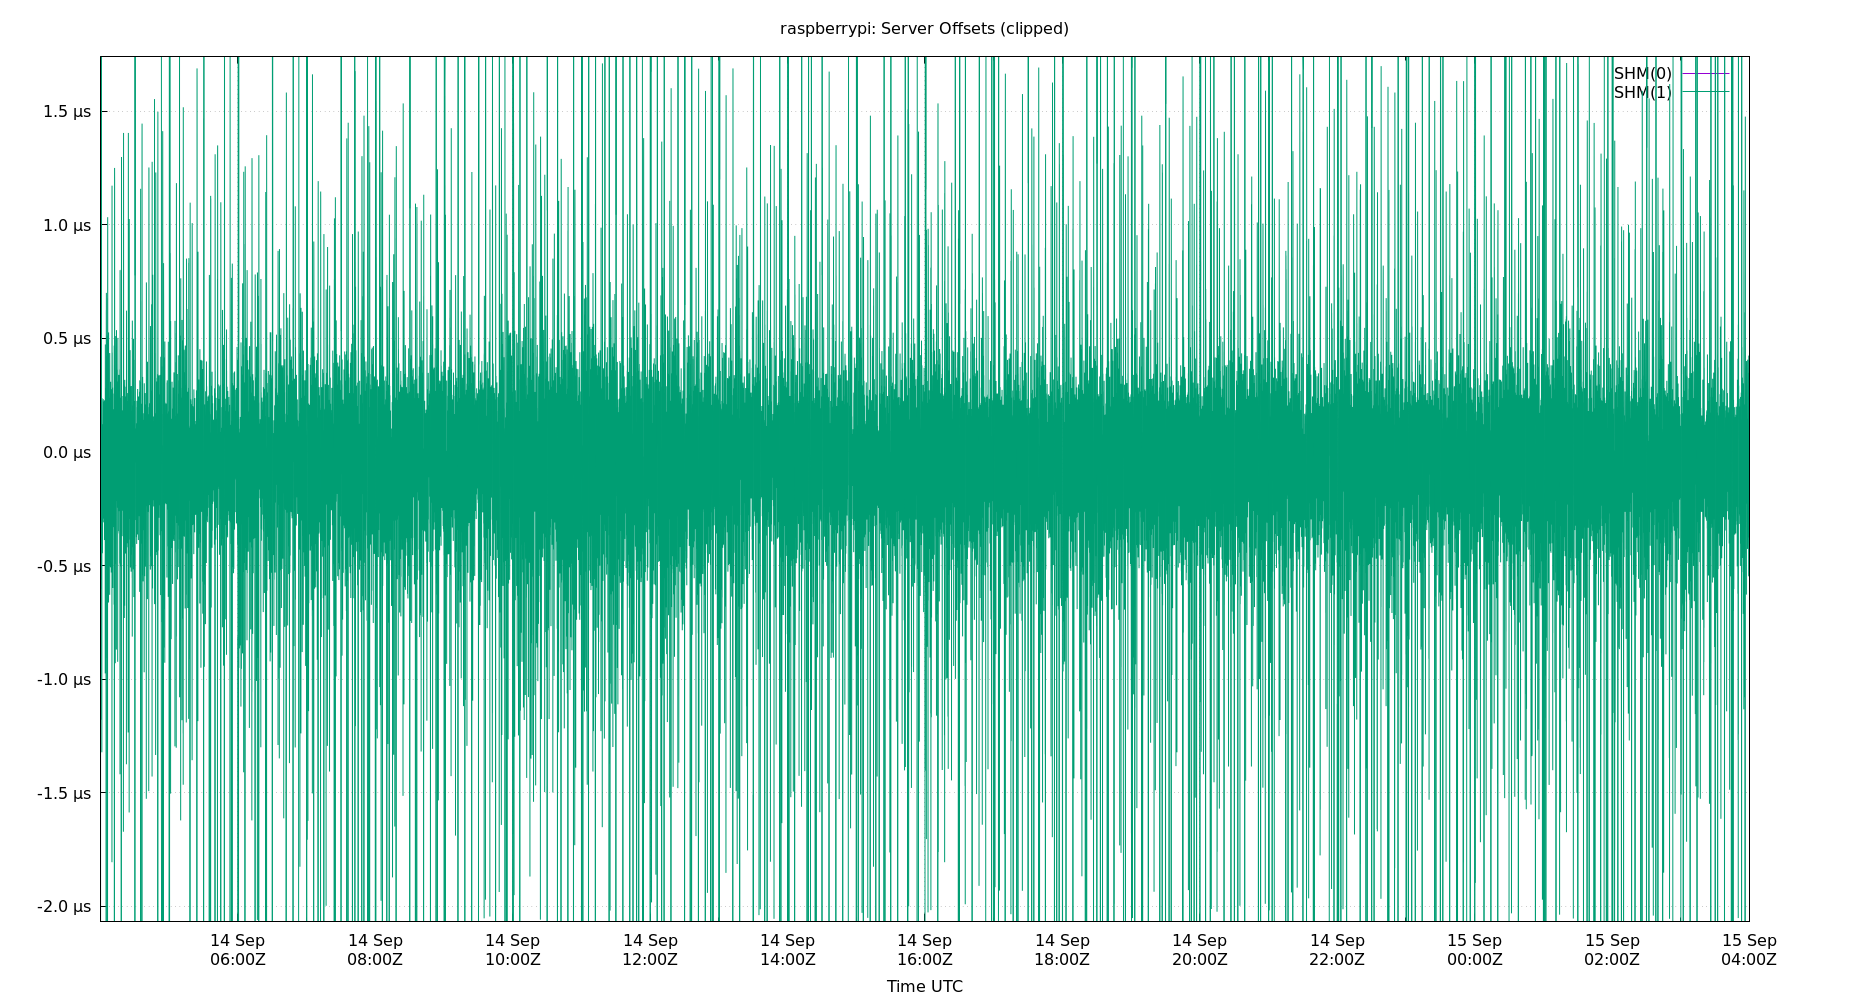 raspberrypi: Server Offsets (clipped)
SHM(0)
SHM(1)
1.5 µs
1.0 µs
0.5 µs
0.0 µs
-0.5 µs
-1.0 µs
-1.5 µs
-2.0 µs
14 Sep 14 Sep 14 Sep 14 Sep 14 Sep 14 Sep 14 Sep 14 Sep 14 Sep 15 Sep 15 Sep 15 Sep
06:00Z 08:00Z 10:00Z 12:00Z 14:00Z 16:00Z 18:00Z 20:00Z 22:00Z 00:00Z 02:00Z 04:00Z
Time UTC